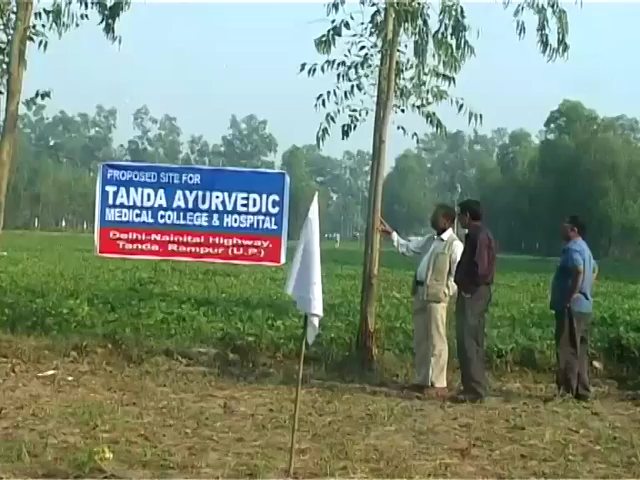 PROPOSED SITE FOR
TANDA AYURVEDIC
MEDICAL COLLEGE & HOSPITAL
Delhi-Nainital Highway,
Tanda, Rampur (U.P.)